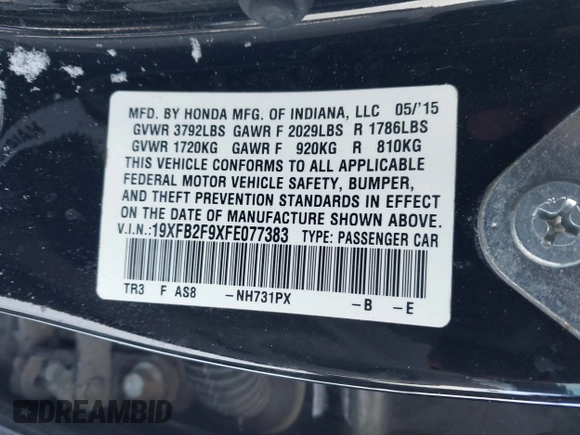 MFD. BY HONDA MFG. OF INDIANA, LLC 05/'15
GVWR 3792LBS GAWR F 2029LBS R 1786LBS
GVWR 1720KG GAWR F 920KG R 810KG
THIS VEHICLE CONFORMS TO ALL APPLICABLE
FEDERAL MOTOR VEHICLE SAFETY, BUMPER,
AND THEFT PREVENTION STANDARDS IN EFFECT
ON THE DATE OF MANUFACTURE SHOWN ABOVE.
V.I.N.:19XFB2F9XFE077383 TYPE: PASSENGER CAR
TR3 F AS8 -NH731PX -B -E
DREAMBID